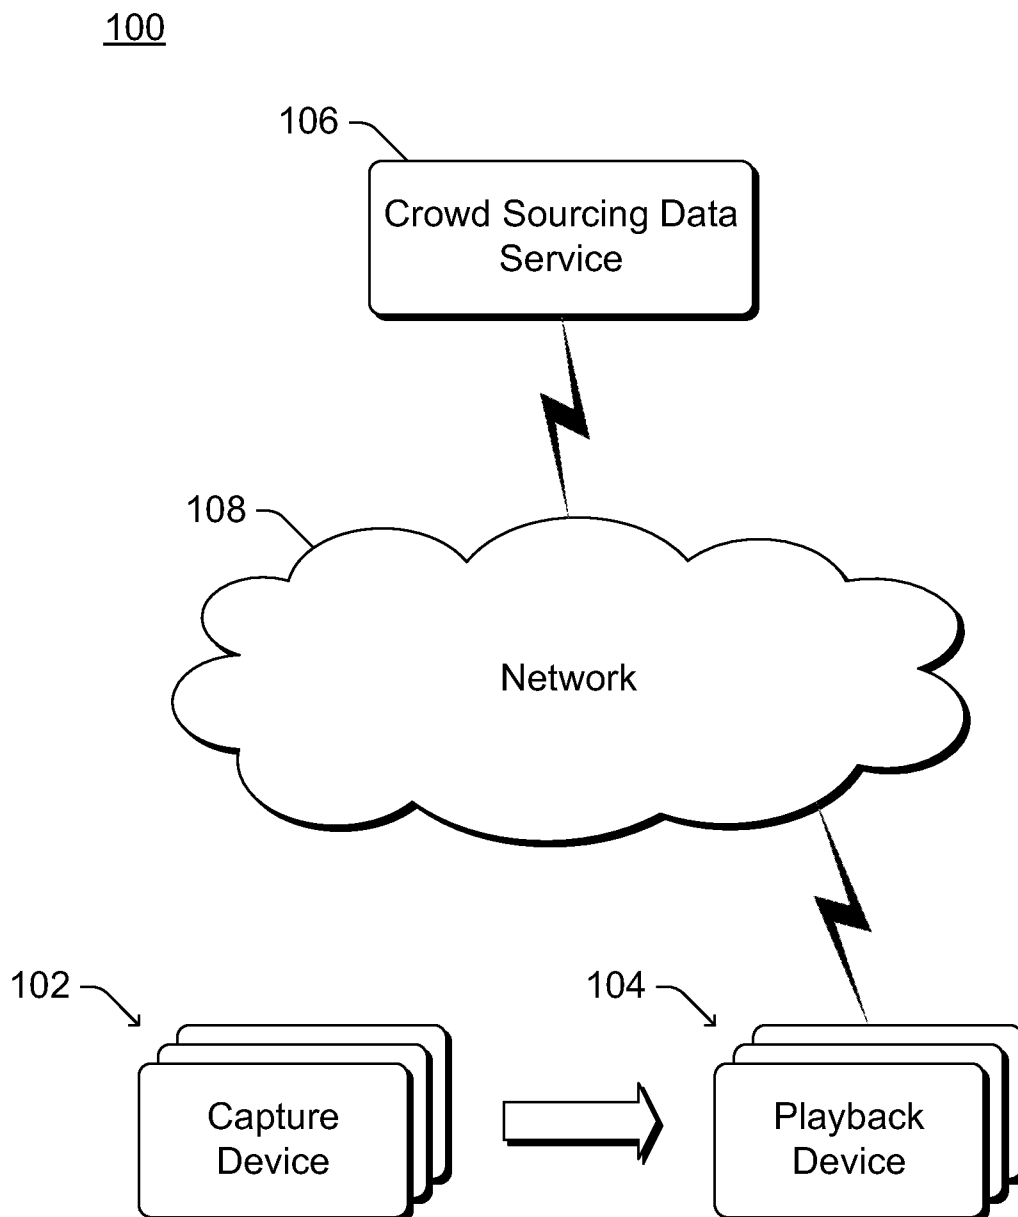 100
106
Crowd Sourcing Data
Service
108
Network
102
104
Capture
Device
Playback
Device